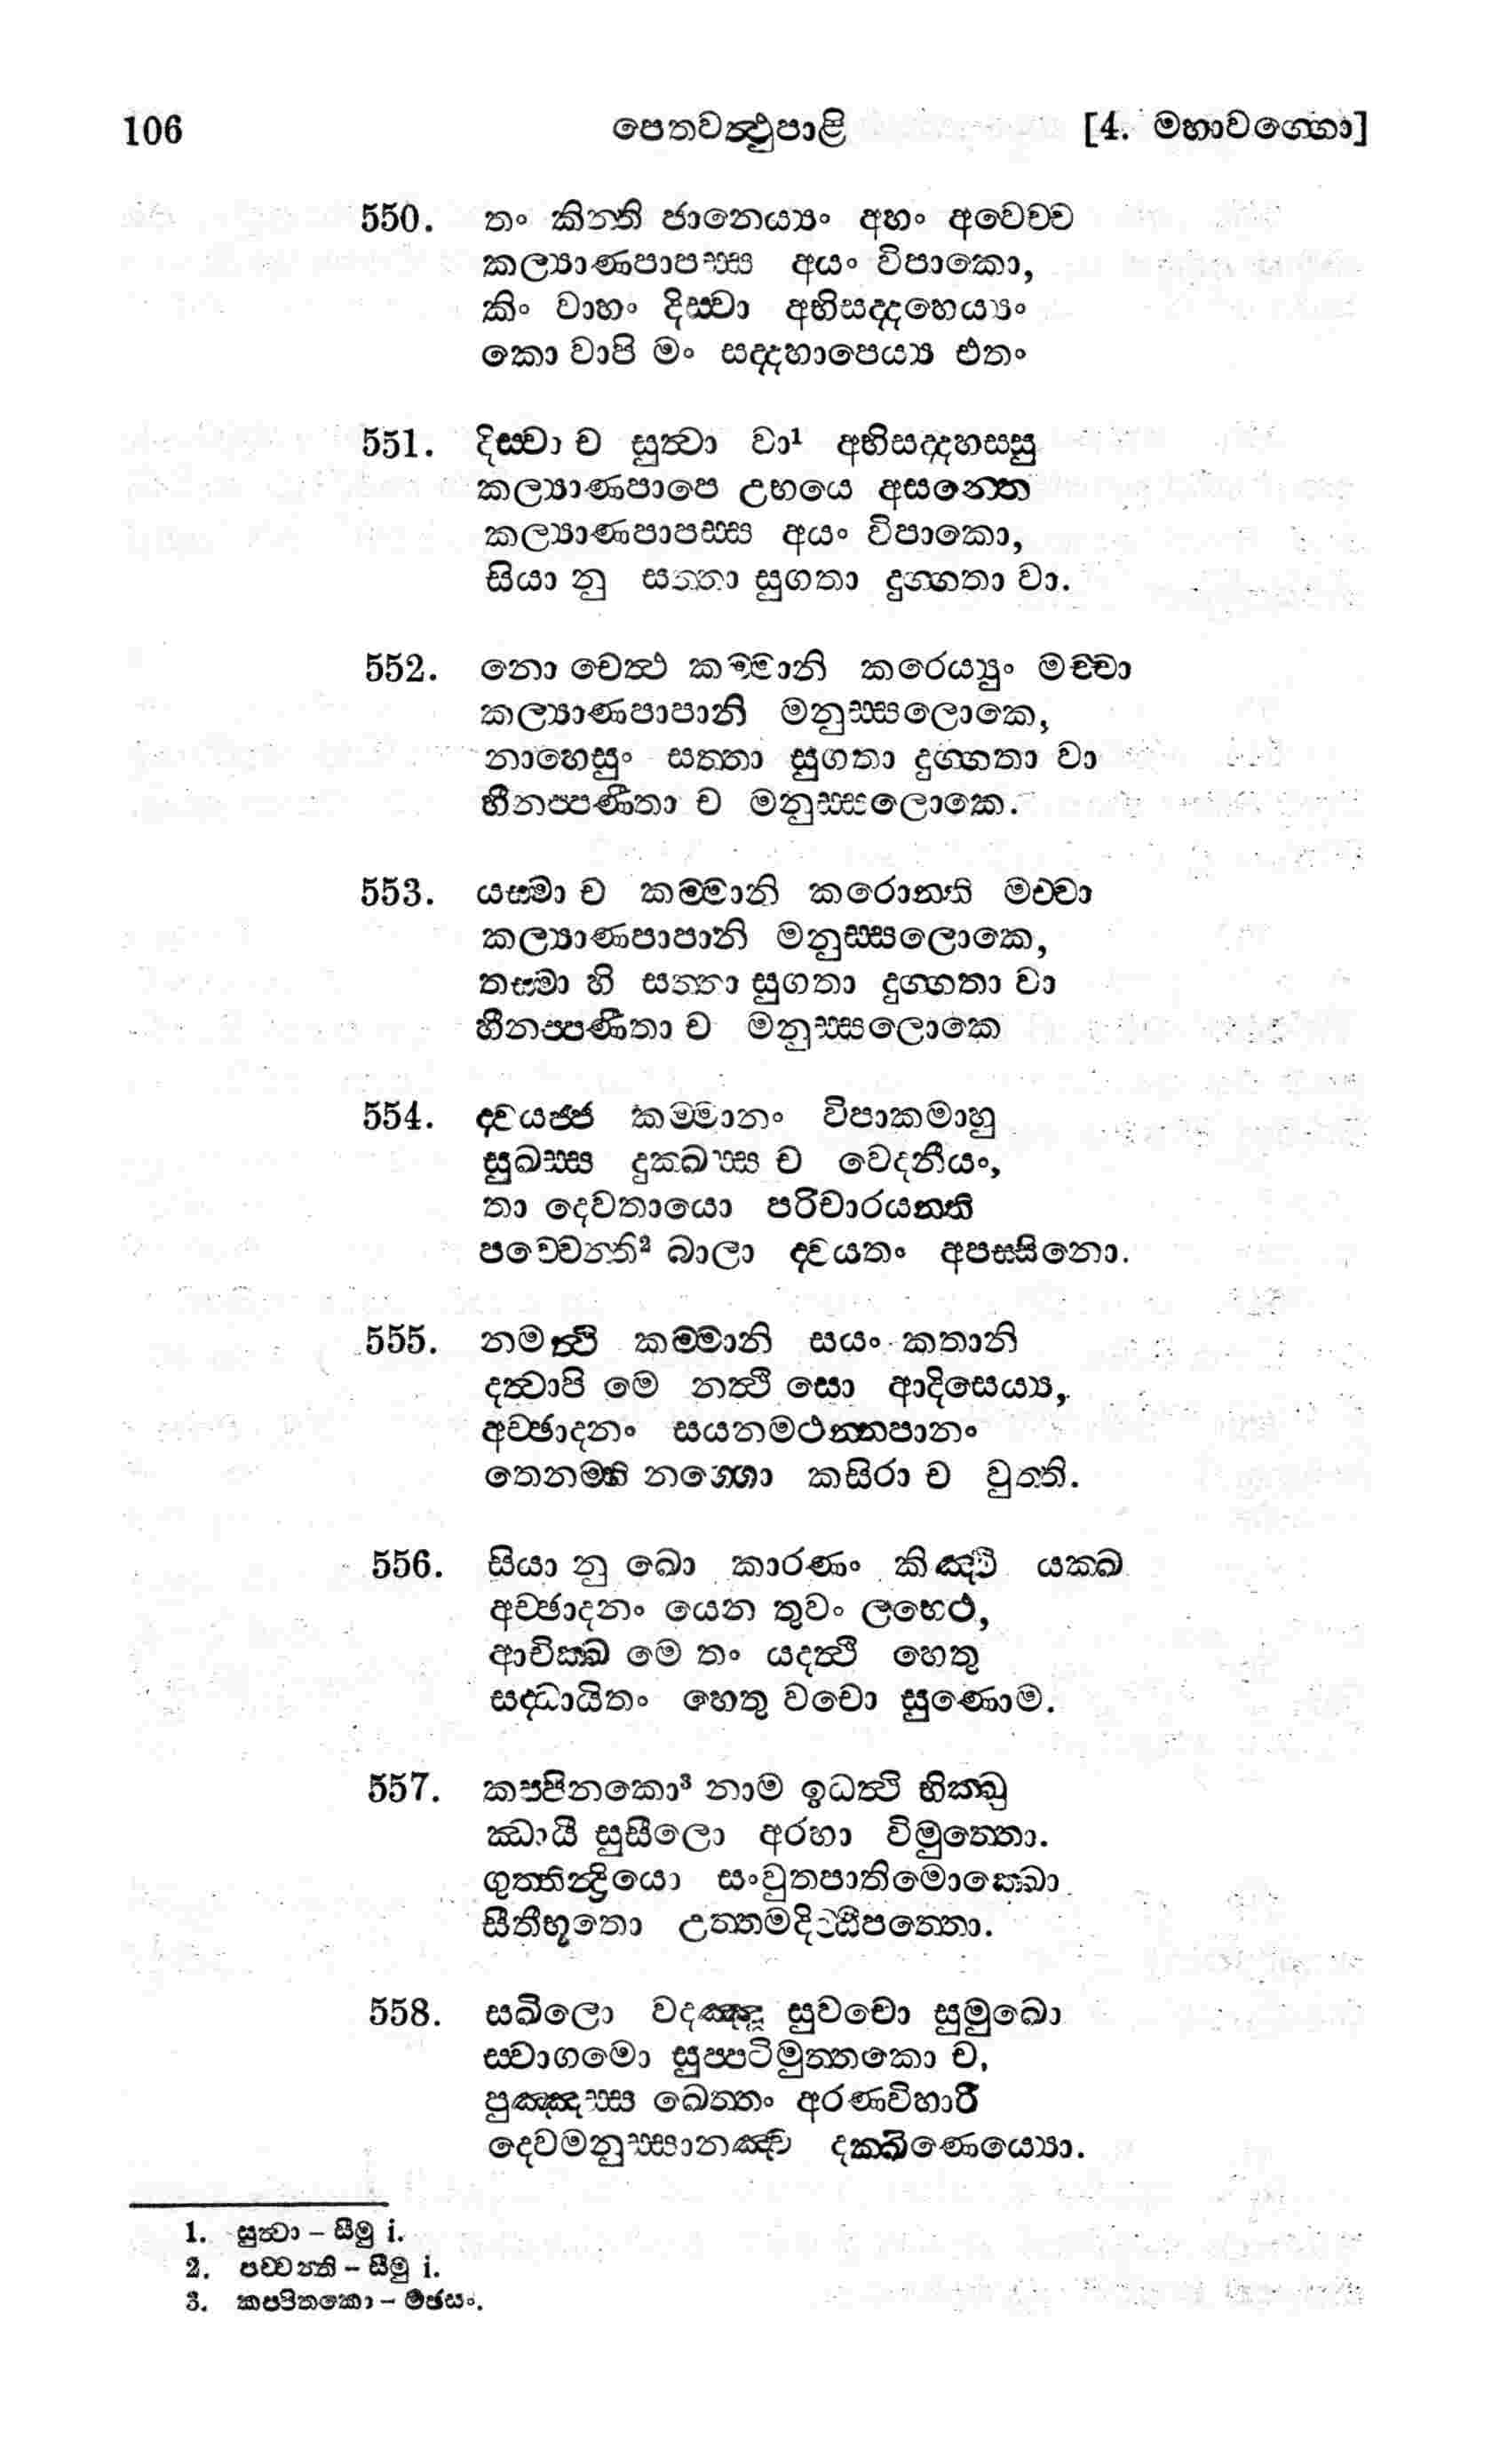 106 පෙතවත්‍ථුපාළි [4. මහාවග්ගො]
550. තං කින්ති ජානෙය්‍යං අහං අවෙච්ච
කල්‍යාණපාපස්ස අයං විපාකො,
කිං වාහං දිස්වා අභිසද්දහෙය්‍යං
කො වාපි මං සද්දහාපෙය්‍ය එතං
551. දිස්වා ච සුත්‍වා වා¹ අභිසද්දහස්සු
කල්‍යාණපාපෙ උභයෙ අසන්තෙ
කල්‍යාණපාපස්ස අයං විපාකො,
සියා නු සත්තා සුගතා දුග්ගතා වා.
552. නො චෙත්‍ථ කම්මානි කරෙය්‍යුං මච්චා
කල්‍යාණපාපානි මනුස්සලොකෙ,
නාහෙසුං සත්තා සුගතා දුග්ගතා වා
හීනප්පණීතා ච මනුස්සලොකෙ.
553. යස්මා ච කම්මානි කරොන්ති මච්චා
කල්‍යාණපාපානි මනුස්සලොකෙ,
තස්මා හි සත්තා සුගතා දුග්ගතා වා
හීනප්පණීතා ච මනුස්සලොකෙ
554. ද්වයජ්ජ කම්මානං විපාකමාහු
සුඛස්ස දුක්ඛස්ස ච වෙදනීයං,
තා දෙවතායො පරිචාරයන්ති
පච්චෙන්ති² බාලා ද්වයතං අපස්සිනො.
555. නමත්‍ථි කම්මානි සයං කතානි
දත්‍වාපි මෙ නත්‍ථි සො ආදිසෙය්‍ය,
අච්ඡාදනං සයනමථන්නපානං
තෙනම්හි නග්ගො කසිරා ච වුත්ති.
556. සියා නු ඛො කාරණං කිඤ්චි යක්ඛ
අච්ඡාදනං යෙන තුවං ලභෙථ,
ආචික්ඛ මෙ තං යදත්‍ථි හෙතු
සද්ධායිතං හෙතු වචො සුණොම.
557. කප්පිනකො³ නාම ඉධත්‍ථි භික්ඛු
ඣායී සුසීලො අරහා විමුත්තො.
ගුත්තින්ද්‍රියො සංවුතපාතිමොක්ඛො
සීතීභූතො උත්තමදිට්ඨිපත්තො.
558. සඛිලො වදඤ්ඤූ සුවචො සුමුඛො
ස්වාගමො සුප්පටිමුත්තකො ච,
පුඤ්ඤස්ස ඛෙත්තං අරණවිහාරී
දෙවමනුස්සානඤ්ච දක්ඛිණෙය්‍යො.
1. සුත්‍වා – සීමු i.
2. පච්චන්ති – සීමු i.
3. කප්පිතකො – මඡසං.